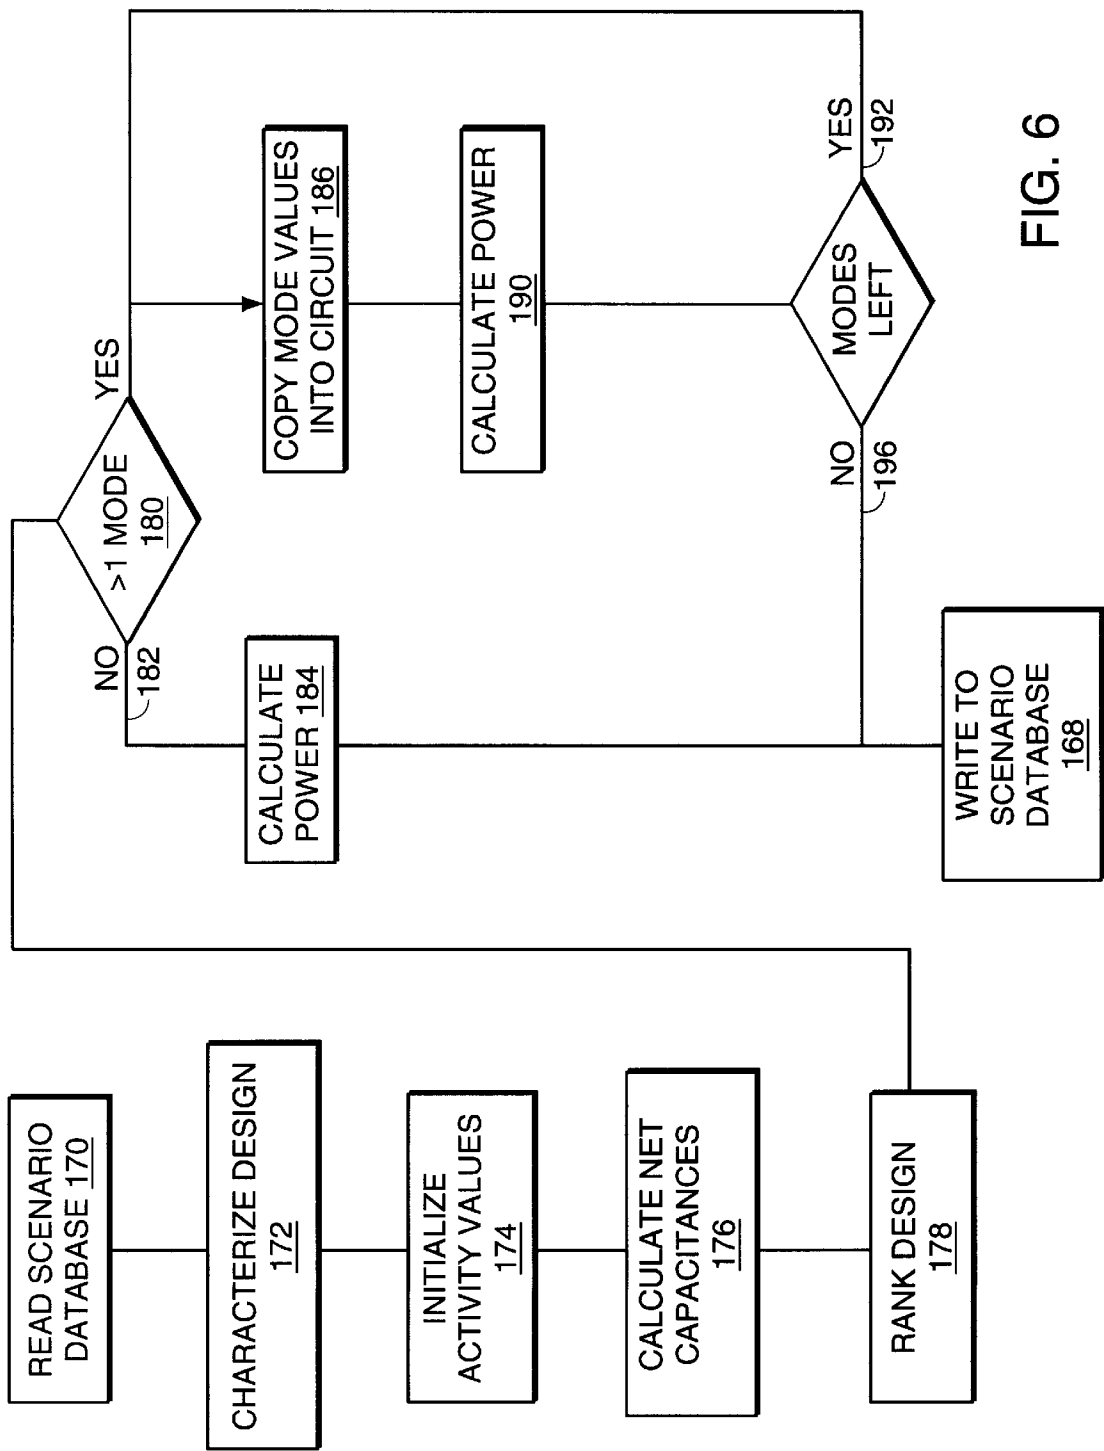 READ SCENARIO
DATABASE 170
CHARACTERIZE DESIGN
172
INITIALIZE
ACTIVITY VALUES
174
CALCULATE NET
CAPACITANCES
176
RANK DESIGN
178
>1 MODE
180
NO
182
YES
CALCULATE
POWER 184
COPY MODE VALUES
INTO CIRCUIT 186
CALCULATE POWER
190
MODES
LEFT
NO
196
YES
192
WRITE TO
SCENARIO
DATABASE
168
FIG. 6